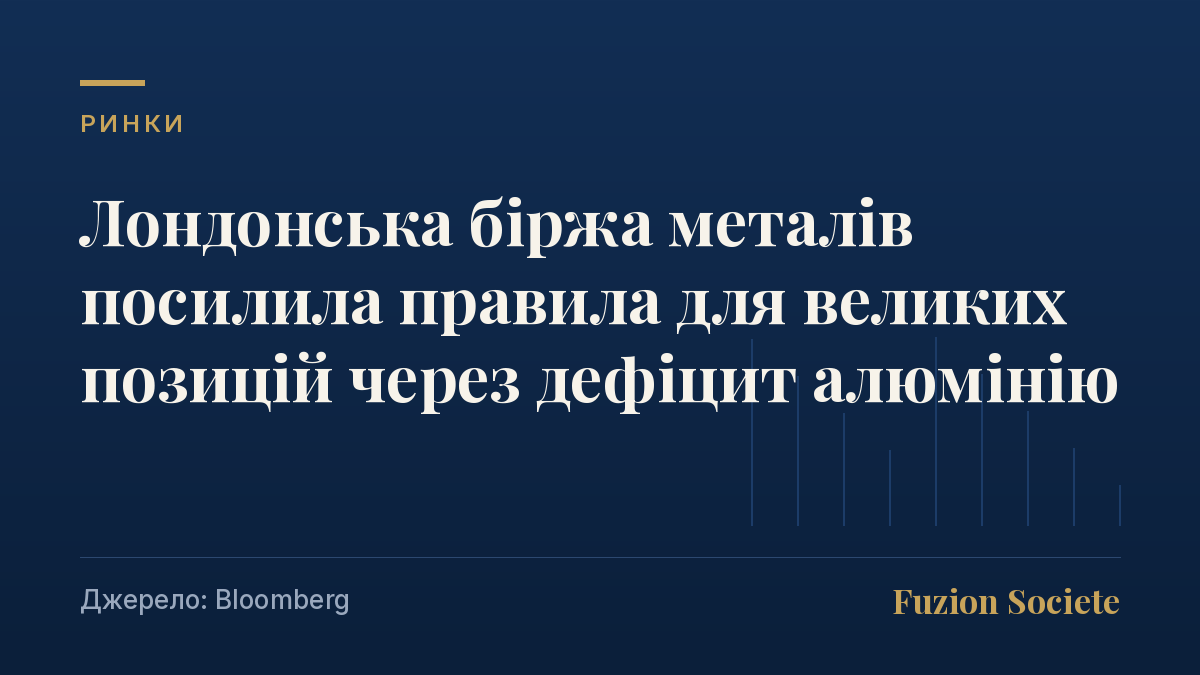 РИНКИ
Лондонська біржа металів
посилила правила для великих
позицій через дефіцит алюмінію
Джерело: Bloomberg
Fuzion Societe